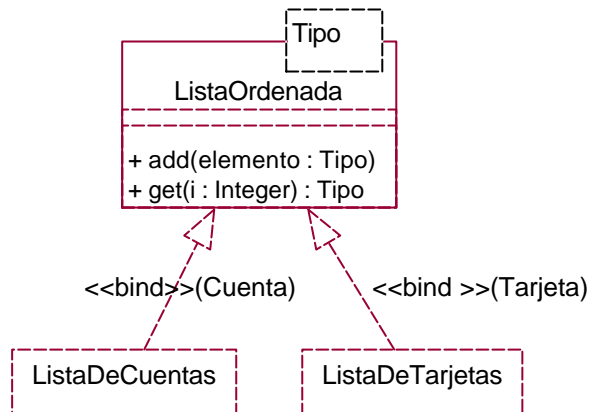 Tipo
ListaOrdenada
+ add(elemento : Tipo)
+ get(i : Integer) : Tipo
<<bind>>(Cuenta)
<<bind >>(Tarjeta)
ListaDeCuentas
ListaDeTarjetas